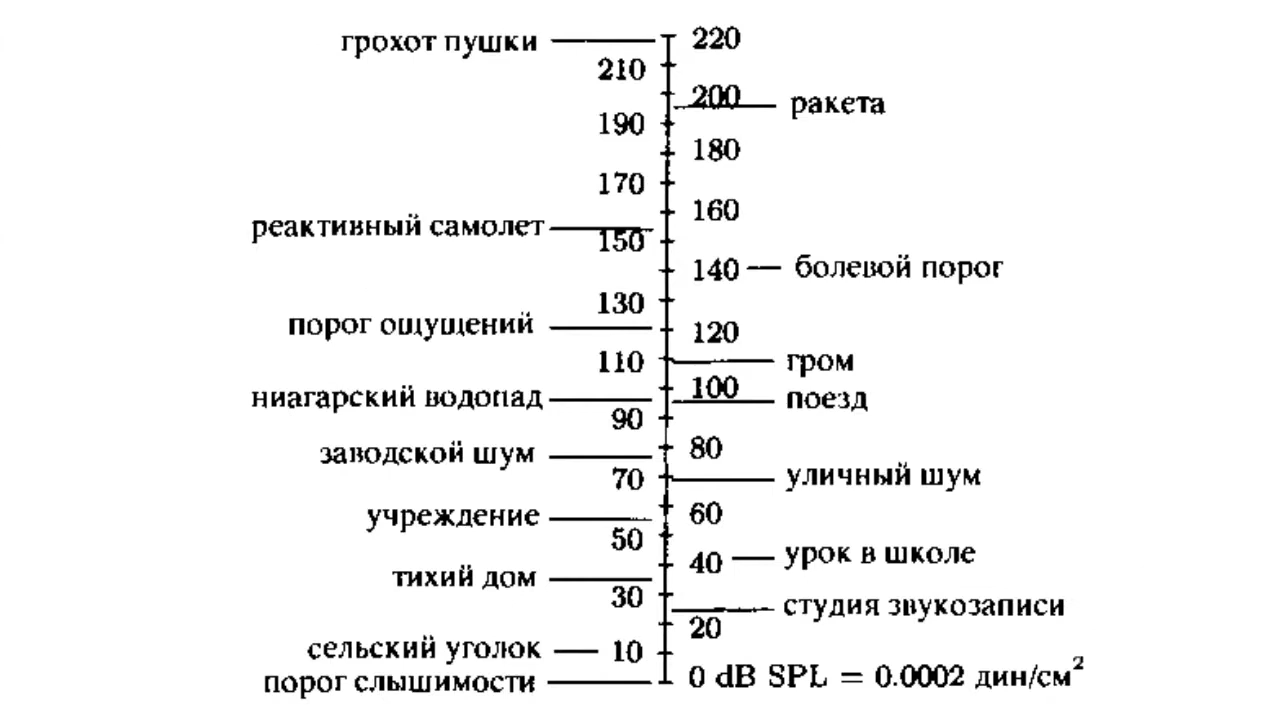 грохот пушки 220
210
200 ракета
190
180
170
160
реактивный самолет 150
140 болевой порог
130
порог ощущений 120
110 гром
100
ниагарский водопад поезд
90
заводской шум 80
70 уличный шум
учреждение 60
50
40 урок в школе
тихий дом
30 студия звукозаписи
20
сельский уголок 10
порог слышимости 0 dB SPL = 0.0002 дин/см²